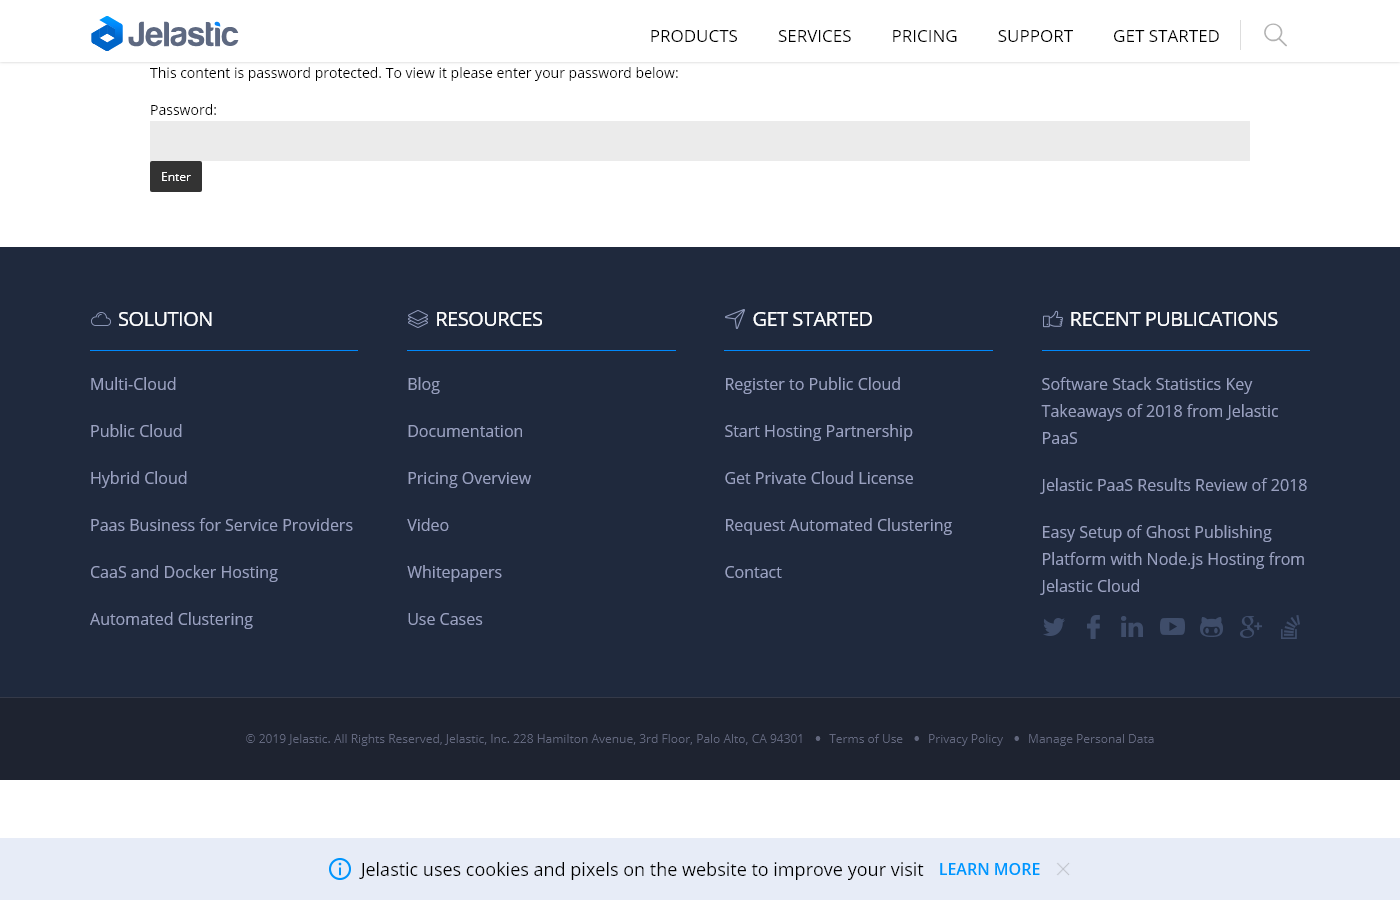 Jelastic
PRODUCTS SERVICES PRICING SUPPORT GET STARTED
This content is password protected. To view it please enter your password below:
Password:
Enter
SOLUTION
Multi-Cloud
Public Cloud
Hybrid Cloud
Paas Business for Service Providers
CaaS and Docker Hosting
Automated Clustering
RESOURCES
Blog
Documentation
Pricing Overview
Video
Whitepapers
Use Cases
GET STARTED
Register to Public Cloud
Start Hosting Partnership
Get Private Cloud License
Request Automated Clustering
Contact
RECENT PUBLICATIONS
Software Stack Statistics Key
Takeaways of 2018 from Jelastic
PaaS
Jelastic PaaS Results Review of 2018
Easy Setup of Ghost Publishing
Platform with Node.js Hosting from
Jelastic Cloud
© 2019 Jelastic. All Rights Reserved, Jelastic, Inc. 228 Hamilton Avenue, 3rd Floor, Palo Alto, CA 94301 • Terms of Use • Privacy Policy • Manage Personal Data
Jelastic uses cookies and pixels on the website to improve your visit LEARN MORE